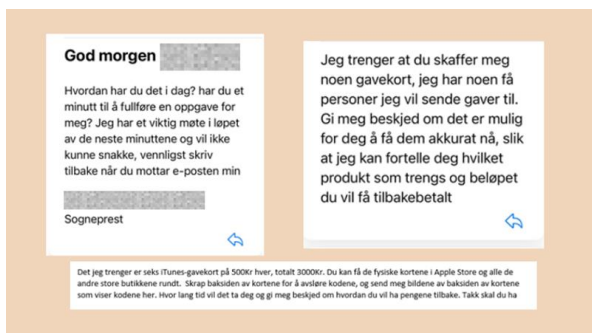 God morgen
Hvordan har du det i dag? har du et
minutt til å fullføre en oppgave for
meg? Jeg har et viktig møte i løpet
av de neste minuttene og vil ikke
kunne snakke, vennligst skriv
tilbake når du mottar e-posten min
Sogneprest
Jeg trenger at du skaffer meg
noen gavekort, jeg har noen få
personer jeg vil sende gaver til.
Gi meg beskjed om det er mulig
for deg å få dem akkurat nå, slik
at jeg kan fortelle deg hvilket
produkt som trengs og beløpet
du vil få tilbakebetalt
Det jeg trenger er seks iTunes-gavekort på 500Kr hver, totalt 3000Kr. Du kan få de fysiske kortene i Apple Store og alle de
andre store butikkene rundt. Skrap baksiden av kortene for å avsløre kodene, og send meg bildene av baksiden av kortene
som viser kodene her. Hvor lang tid vil det ta deg og gi meg beskjed om hvordan du vil ha pengene tilbake. Takk skal du ha